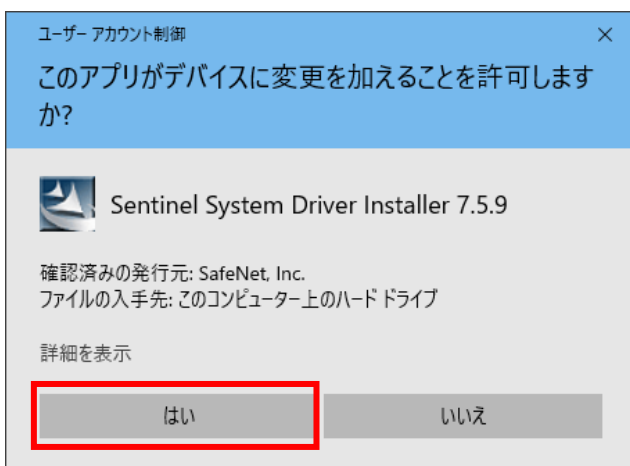 ユーザー アカウント制御
このアプリがデバイスに変更を加えることを許可します
か?
Sentinel System Driver Installer 7.5.9
確認済みの発行元: SafeNet, Inc.
ファイルの入手先: このコンピューター上のハード ドライブ
詳細を表示
はい
いいえ